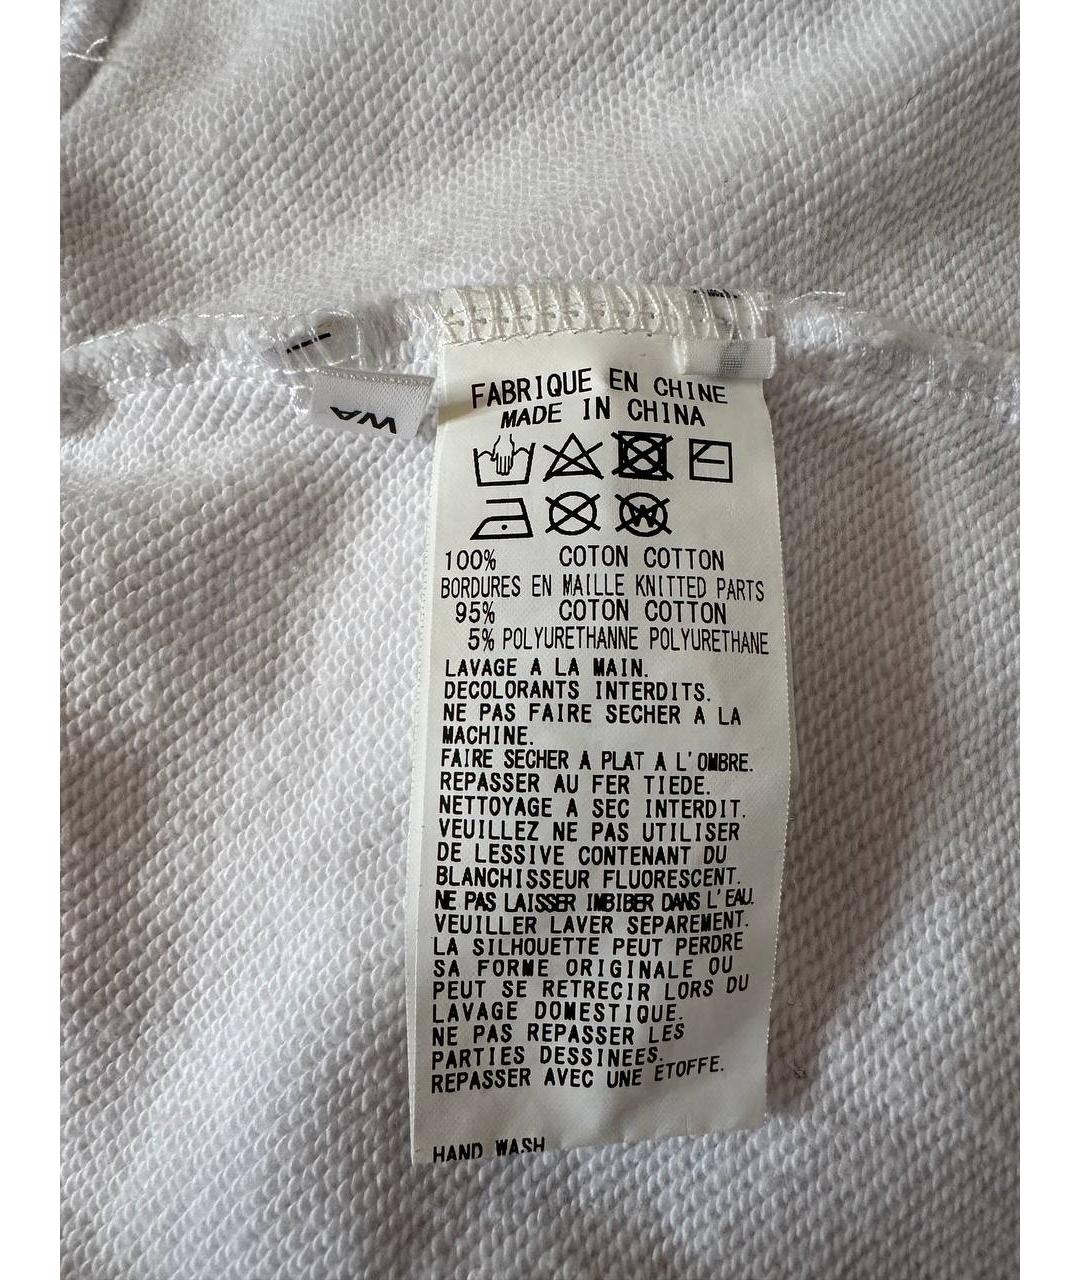 WA
FABRIQUE EN CHINE
MADE IN CHINA
W
100% COTON COTTON
BORDURES EN MAILLE KNITTED PARTS
95% COTON COTTON
5% POLYURETHANNE POLYURETHANE
LAVAGE A LA MAIN.
DECOLORANTS INTERDITS.
NE PAS FAIRE SECHER A LA
MACHINE.
FAIRE SECHER A PLAT A L'OMBRE.
REPASSER AU FER TIEDE.
NETTOYAGE A SEC INTERDIT.
VEUILLEZ NE PAS UTILISER
DE LESSIVE CONTENANT DU
BLANCHISSEUR FLUORESCENT.
NE PAS LAISSER IMBIBER DANS L'EAU.
VEUILLER LAVER SEPAREMENT.
LA SILHOUETTE PEUT PERDRE
SA FORME ORIGINALE OU
PEUT SE RETRECIR LORS DU
LAVAGE DOMESTIQUE.
NE PAS REPASSER LES
PARTIES DESSINEES.
REPASSER AVEC UNE ETOFFE.
HAND WASH